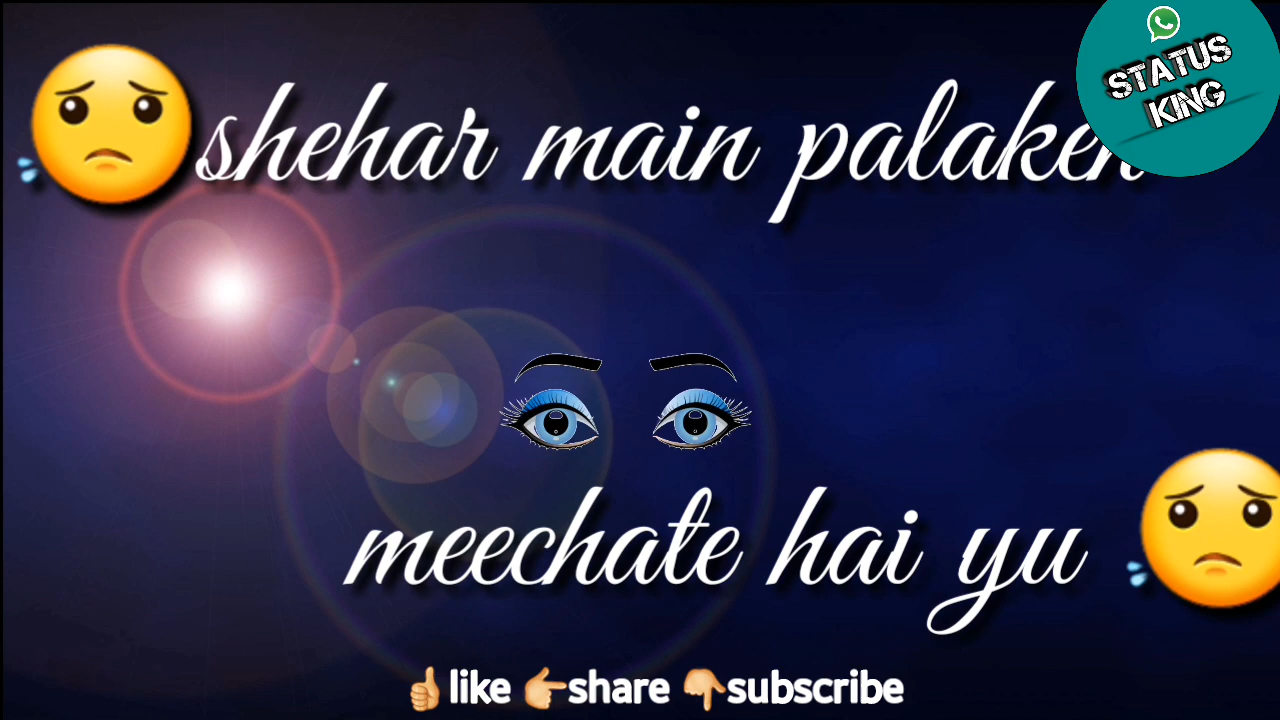 STATUS
KING
shehar main palaken
meechate hai yu
👍like 👉share 👇subscribe